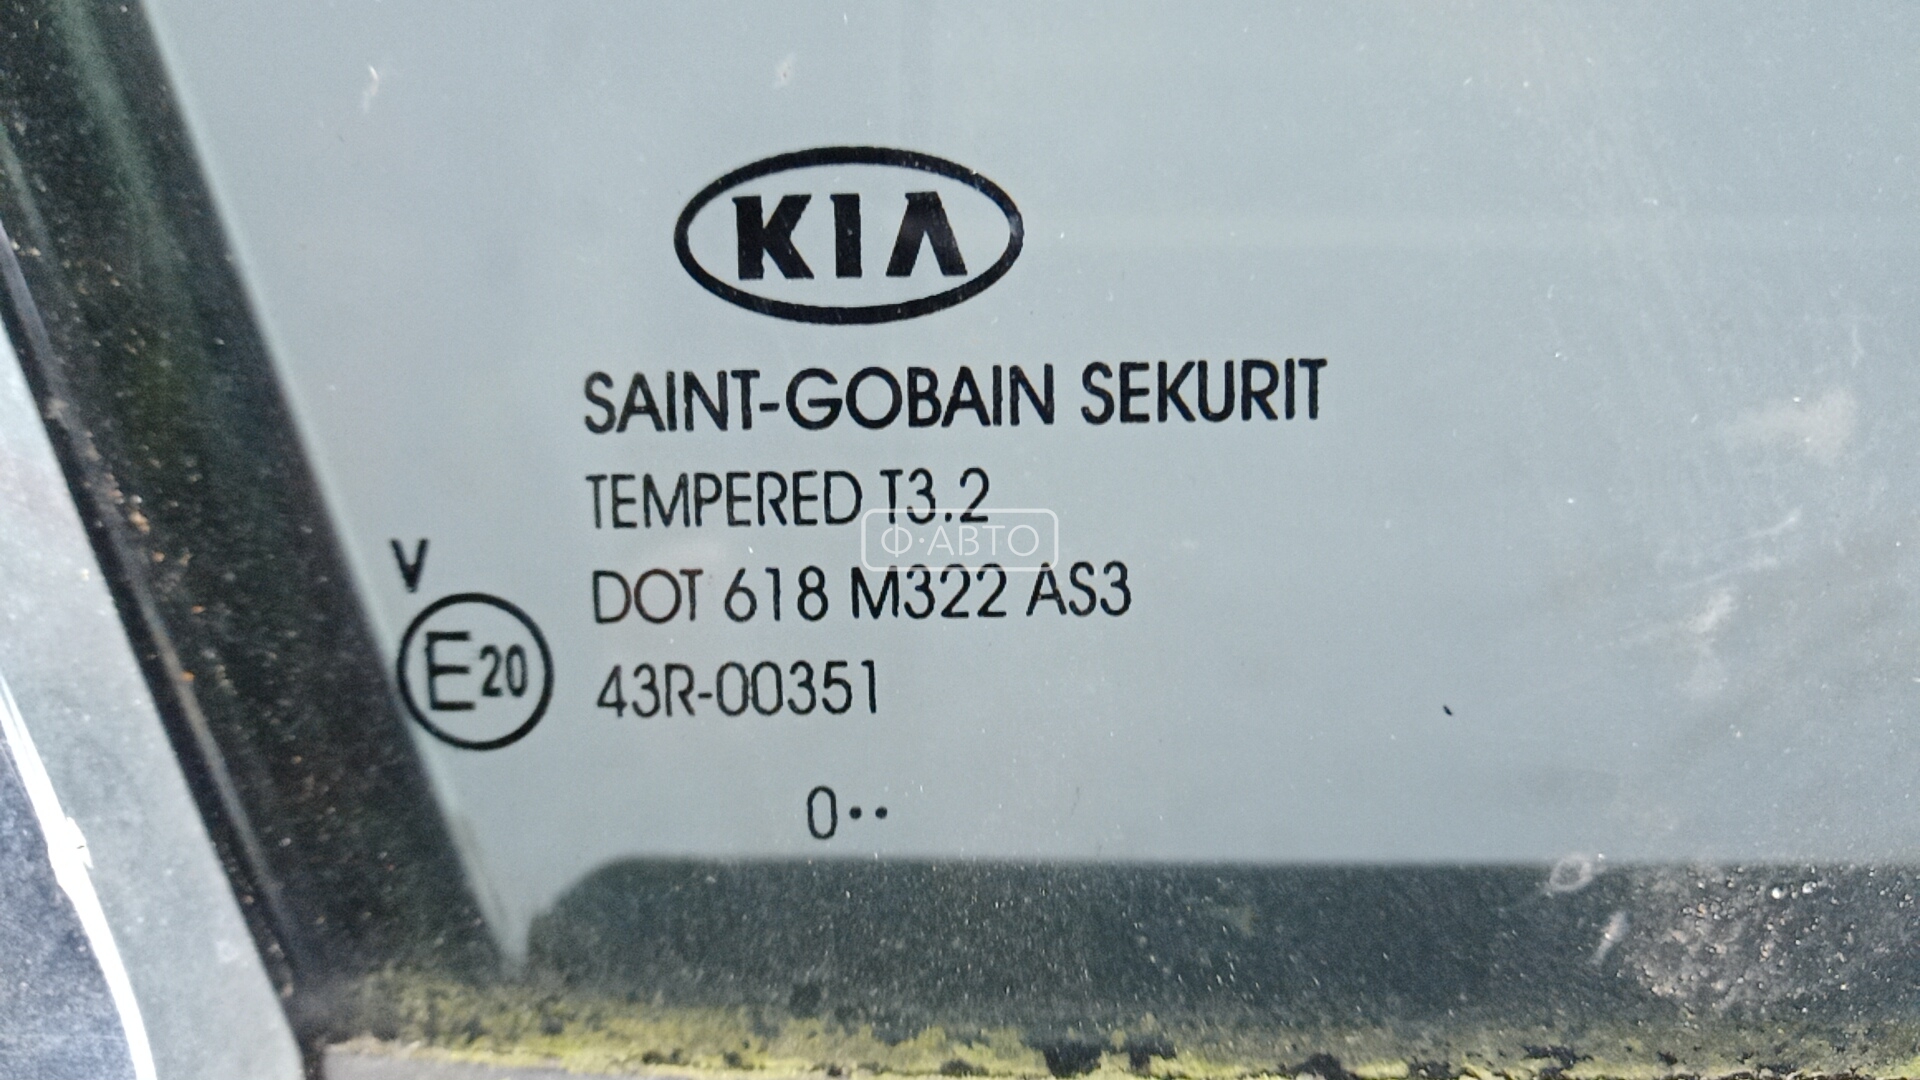 KIA
SAINT-GOBAIN SEKURIT
TEMPERED T3.2
Ф·АВТО
V
DOT 618 M322 AS3
E20
43R-00351
0··